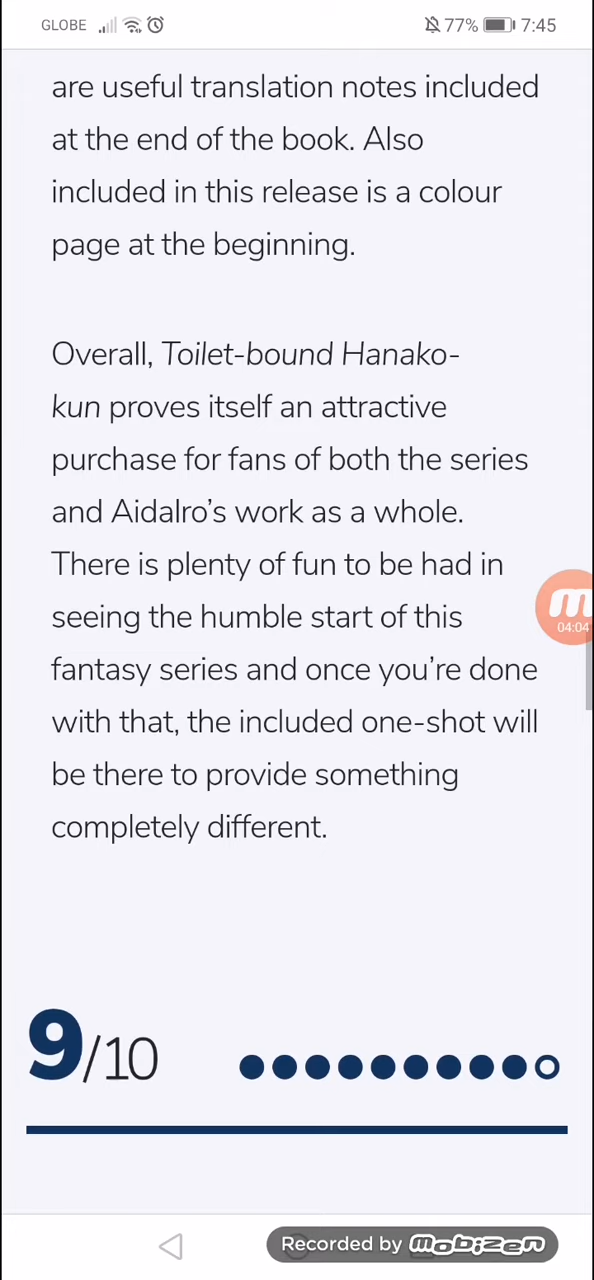 GLOBE 77% 7:45
are useful translation notes included
at the end of the book. Also
included in this release is a colour
page at the beginning.
Overall, Toilet-bound Hanako-
kun proves itself an attractive
purchase for fans of both the series
and AidaIro’s work as a whole.
There is plenty of fun to be had in
seeing the humble start of this
fantasy series and once you’re done
with that, the included one-shot will
be there to provide something
completely different.
m
04:04
9/10
Recorded by mobizen